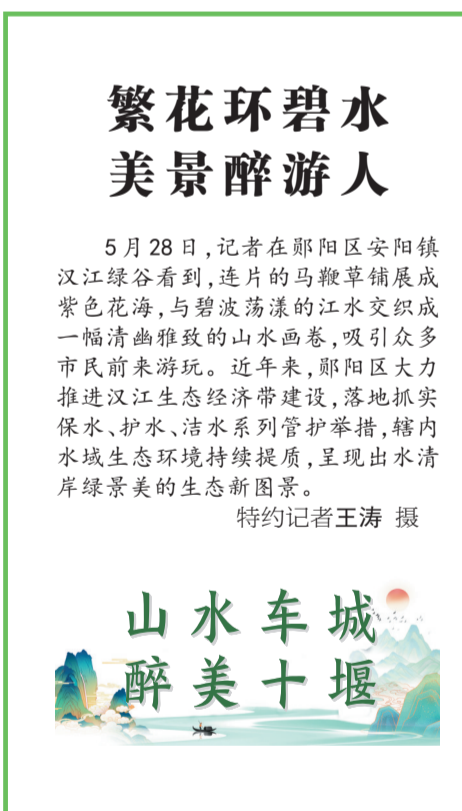 繁花环碧水
美景醉游人
5月28日,记者在郧阳区安阳镇
汉江绿谷看到,连片的马鞭草铺展成
紫色花海,与碧波荡漾的江水交织成
一幅清幽雅致的山水画卷,吸引众多
市民前来游玩。近年来,郧阳区大力
推进汉江生态经济带建设,落地抓实
保水、护水、洁水系列管护举措,辖内
水域生态环境持续提质,呈现出水清
岸绿景美的生态新图景。
特约记者王涛 摄
山水车城
醉美十堰